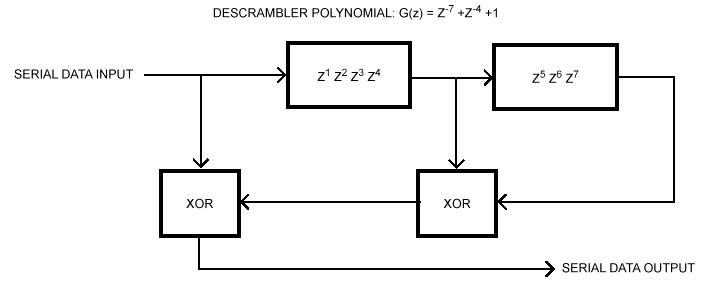 DESCRAMBLER POLYNOMIAL: G(z) = Z⁻⁷ +Z⁻⁴ +1
SERIAL DATA INPUT
Z¹ Z² Z³ Z⁴
Z⁵ Z⁶ Z⁷
XOR
XOR
SERIAL DATA OUTPUT